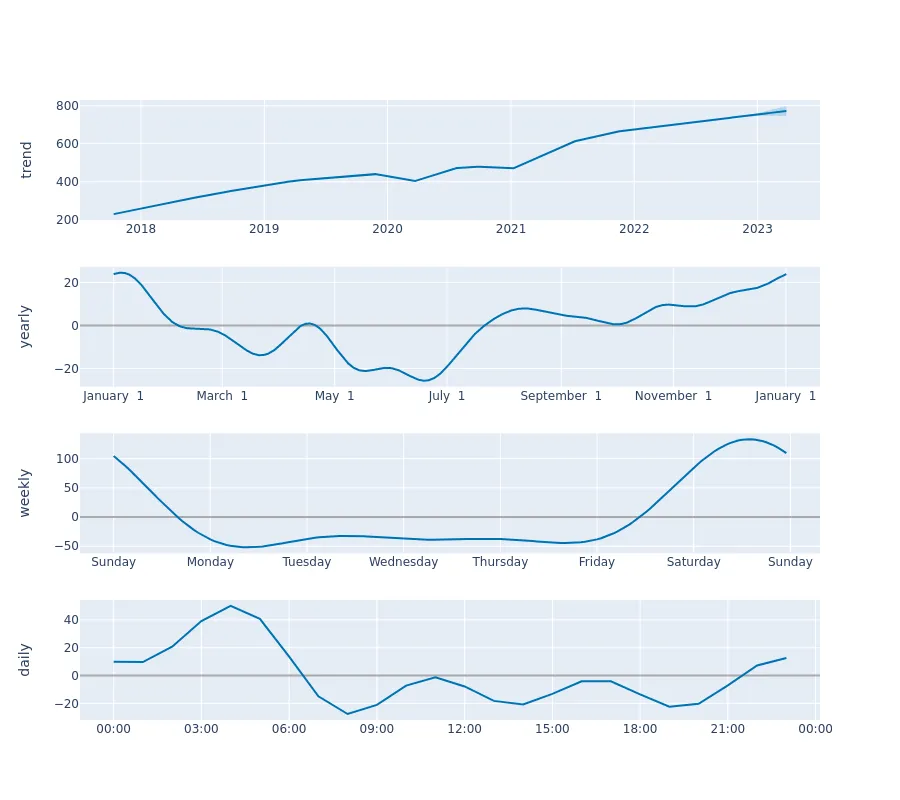 trend
800
600
400
200
2018 2019 2020 2021 2022 2023
yearly
20
0
−20
January 1 March 1 May 1 July 1 September 1 November 1 January 1
weekly
100
50
0
−50
Sunday Monday Tuesday Wednesday Thursday Friday Saturday Sunday
daily
40
20
0
−20
00:00 03:00 06:00 09:00 12:00 15:00 18:00 21:00 00:00